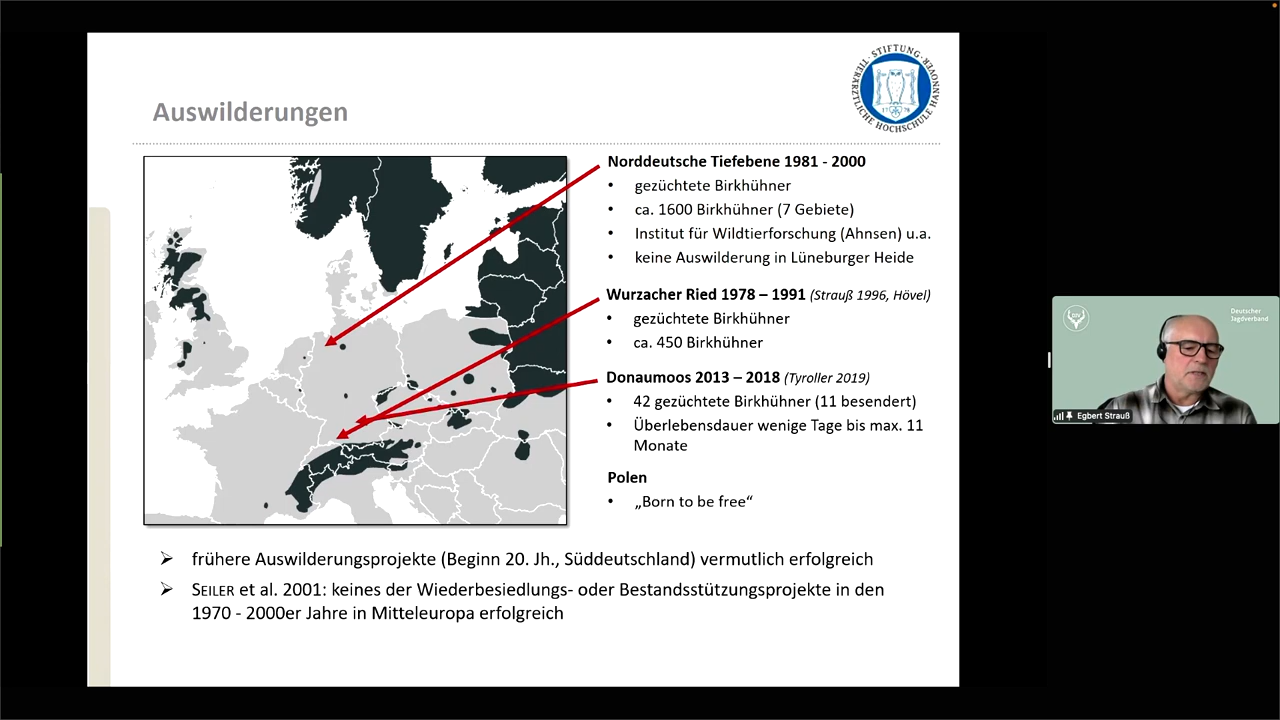 STIFTUNG
TIERÄRZTLICHE HOCHSCHULE HANNOVER
1778
Auswilderungen
Norddeutsche Tiefebene 1981 - 2000
• gezüchtete Birkhühner
• ca. 1600 Birkhühner (7 Gebiete)
• Institut für Wildtierforschung (Ahnsen) u.a.
• keine Auswilderung in Lüneburger Heide
Wurzacher Ried 1978 – 1991 (Strauß 1996, Hövel)
• gezüchtete Birkhühner
• ca. 450 Birkhühner
Donaumoos 2013 – 2018 (Tyroller 2019)
• 42 gezüchtete Birkhühner (11 besendert)
• Überlebensdauer wenige Tage bis max. 11
Monate
Polen
• „Born to be free“
➢ frühere Auswilderungsprojekte (Beginn 20. Jh., Süddeutschland) vermutlich erfolgreich
➢ SEILER et al. 2001: keines der Wiederbesiedlungs- oder Bestandsstützungsprojekte in den
1970 - 2000er Jahre in Mitteleuropa erfolgreich
DJV
Deutscher
Jagdverband
Egbert Strauß